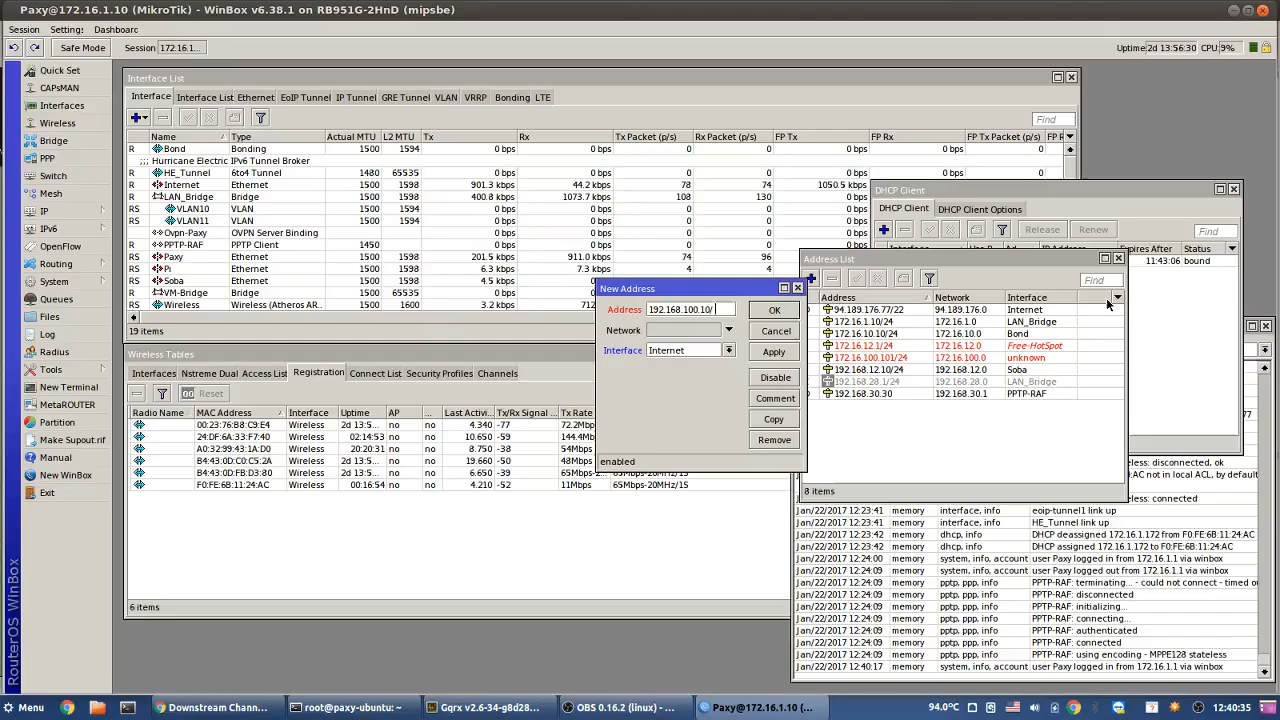 Paxy@172.16.1.10 (MikroTik) - WinBox v6.38.1 on RB951G-2HnD (mipsbe)
Session Settings Dashboard
Safe Mode Session 172.16.1... Uptime 2d 13:56:30 CPU 9%
Quick Set
CAPsMAN
Interfaces
Wireless
Bridge
PPP
Switch
Mesh
IP
IPv6
OpenFlow
Routing
System
Queues
Files
Log
Radius
Tools
New Terminal
MetaROUTER
Partition
Make Supout.rif
Manual
New WinBox
Exit
RouterOS WinBox
Interface List
Interface Interface List Ethernet EoIP Tunnel IP Tunnel GRE Tunnel VLAN VRRP Bonding LTE
Find
Name Type Actual MTU L2 MTU Tx Rx Tx Packet (p/s) Rx Packet (p/s) FP Tx FP Rx FP Tx Packet (p/s) FP R
R Bond Bonding 1500 1594 0 bps 0 bps 0 0 0 bps 0 bps 0
;;; Hurricane Electric IPv6 Tunnel Broker
R HE_Tunnel 6to4 Tunnel 1480 65535 0 bps 0 bps 0 0 0 bps 0 bps 0
R Internet Ethernet 1500 1598 901.3 kbps 44.2 kbps 78 74 1050.5 kbps
R LAN_Bridge Bridge 1500 1598 400.8 kbps 1073.7 kbps 108 130
RS VLAN10 VLAN 1500 1594 0 bps 0 bps 0 0
RS VLAN11 VLAN 1500 1594 0 bps 0 bps 0 0
Ovpn-Paxy OVPN Server Binding 0 bps 0 bps 0 0
R PPTP-RAF PPTP Client 1450 0 bps 0 bps 0 0
RS Paxy Ethernet 1500 1598 201.5 kbps 911.0 kbps 74 96
RS Pi Ethernet 1500 1598 6.3 kbps 7.3 kbps 4 4
R Soba Ethernet 1500 1598 4.5 kbps
R VM-Bridge Bridge 1500 65535 0 bps
RS Wireless Wireless (Atheros AR... 1500 1600 3.2 kbps 712
19 items
DHCP Client
DHCP Client DHCP Client Options
Release Renew Find
Expires After Status
11:43:06 bound
Address List
Find
Address Network Interface
94.189.176.77/22 94.189.176.0 Internet
172.16.1.10/24 172.16.1.0 LAN_Bridge
172.16.10.10/24 172.16.10.0 Bond
172.16.12.1/24 172.16.12.0 Free-HotSpot
172.16.100.101/24 172.16.100.0 unknown
192.168.12.10/24 192.168.12.0 Soba
192.168.28.1/24 192.168.28.0 LAN_Bridge
192.168.30.30 192.168.30.1 PPTP-RAF
8 items
New Address
Address 192.168.100.10/
Network
Interface Internet
OK
Cancel
Apply
Disable
Comment
Copy
Remove
enabled
Wireless Tables
Interfaces Nstreme Dual Access List Registration Connect List Security Profiles Channels
Reset
Radio Name MAC Address Interface Uptime AP ... Last Activi... Tx/Rx Signal ... Tx Rate
00:23:76:B8:C9:E4 Wireless 2d 13:5... no no 4.340 -77 72.2Mbp
24:DF:6A:33:F7:40 Wireless 02:14:53 no no 10.650 -59 144.4M
A0:32:99:43:1A:D0 Wireless 20:20:31 no no 8.750 -38
B4:43:0D:C0:C5:2A Wireless 2d 13:5... no no 19.660 -50 48Mbp
B4:43:0D:FB:D3:80 Wireless 2d 13:5... no no 6.650 -39 65Mbps-2... 65Mbps-20MHz/1S
F0:FE:6B:11:24:AC Wireless 00:16:54 no no 4.210 -52 11Mbps 65Mbps-20MHz/1S
6 items
77
eless: disconnected, ok
AC not in local ACL, by default
eless: connected
Jan/22/2017 12:23:41 memory interface, info eoip-tunnel1 link up
Jan/22/2017 12:23:42 memory interface, info HE_Tunnel link up
Jan/22/2017 12:23:42 memory dhcp, info DHCP deassigned 172.16.1.172 from F0:FE:6B:11:24:AC
Jan/22/2017 12:23:42 memory dhcp, info DHCP assigned 172.16.1.172 to F0:FE:6B:11:24:AC
Jan/22/2017 12:24:00 memory system, info, account user Paxy logged in from 172.16.1.1 via winbox
Jan/22/2017 12:24:09 memory system, info, account user Paxy logged out from 172.16.1.1 via winbox
Jan/22/2017 12:24:09 memory pptp, ppp, info PPTP-RAF: terminating... - could not connect - timed ou
Jan/22/2017 12:24:09 memory pptp, ppp, info PPTP-RAF: disconnected
Jan/22/2017 12:24:09 memory pptp, ppp, info PPTP-RAF: initializing...
Jan/22/2017 12:24:09 memory pptp, ppp, info PPTP-RAF: connecting...
Jan/22/2017 12:24:09 memory pptp, ppp, info PPTP-RAF: authenticated
Jan/22/2017 12:24:09 memory pptp, ppp, info PPTP-RAF: connected
Jan/22/2017 12:24:09 memory pptp, ppp, info PPTP-RAF: using encoding - MPPE128 stateless
Jan/22/2017 12:40:17 memory system, info, account user Paxy logged in from 172.16.1.1 via winbox
Menu Downstream Chann... root@paxy-ubuntu: ~ Gqrx v2.6-34-g8d28... OBS 0.16.2 (linux) - ... Paxy@172.16.1.10 (... 94.0°C 12:40:35